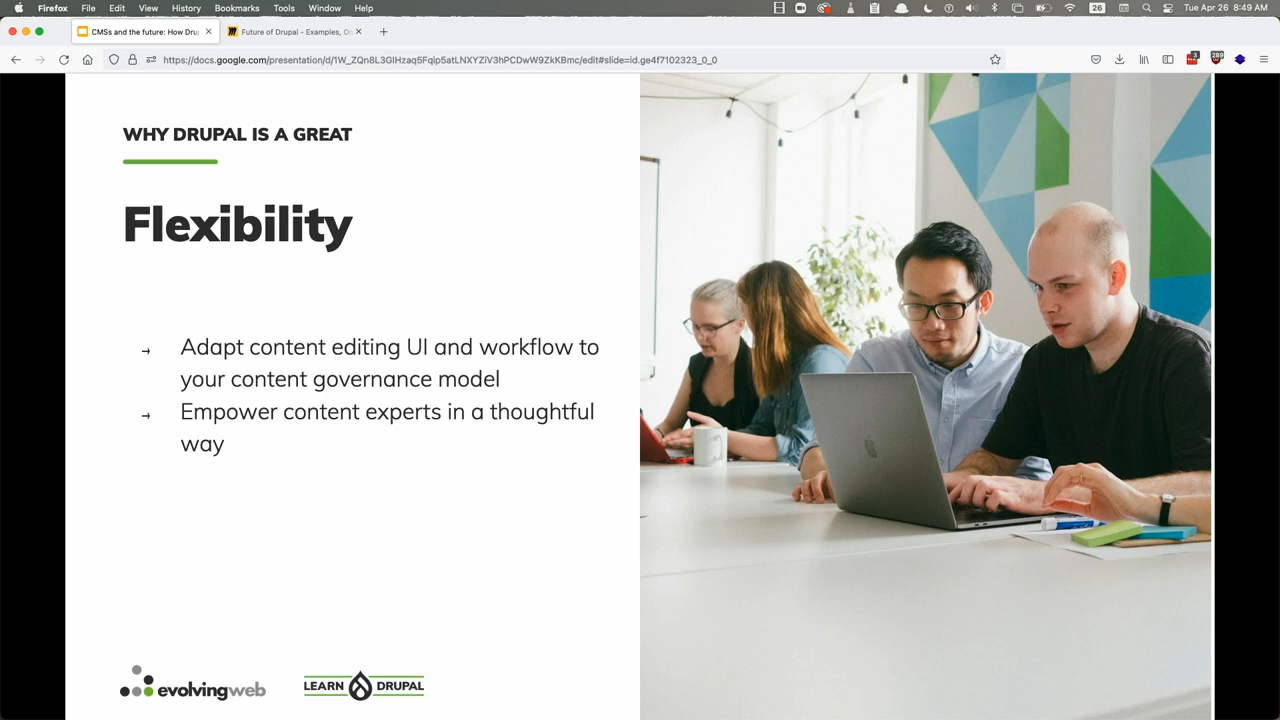 Firefox File Edit View History Bookmarks Tools Window Help 26 Tue Apr 26 8:49 AM
CMSs and the future: How Dru
Future of Drupal - Examples, On
https://docs.google.com/presentation/d/1W_ZQn8L3GIHzaq5Fqip5atLNXYZiV3hPCDwW9ZkKBmc/edit#slide=id.ge4f7102323_0_0
3
289
WHY DRUPAL IS A GREAT
Flexibility
→ Adapt content editing UI and workflow to
your content governance model
→ Empower content experts in a thoughtful
way
evolvingweb
LEARN DRUPAL